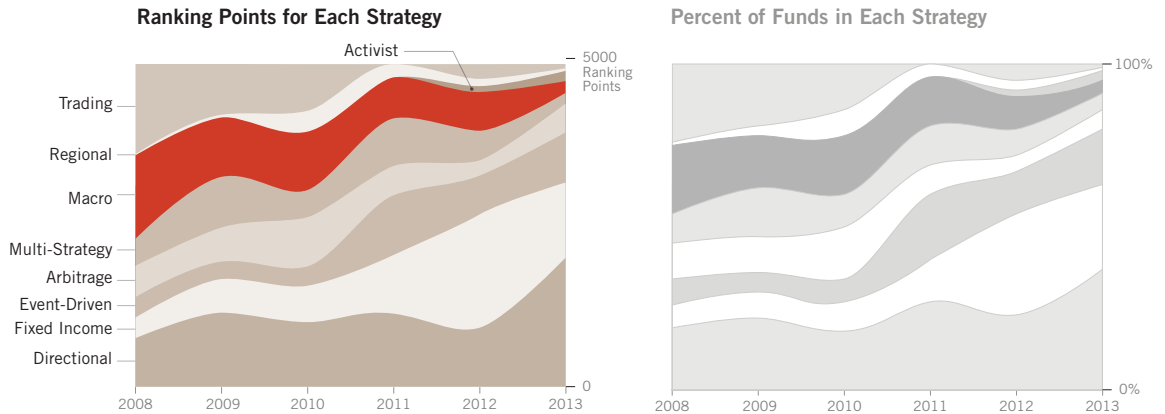 Ranking Points for Each Strategy
Percent of Funds in Each Strategy
Activist
5000
Ranking
Points
100%
Trading
Regional
Macro
Multi-Strategy
Arbitrage
Event-Driven
Fixed Income
Directional
0
0%
2008 2009 2010 2011 2012 2013
2008 2009 2010 2011 2012 2013